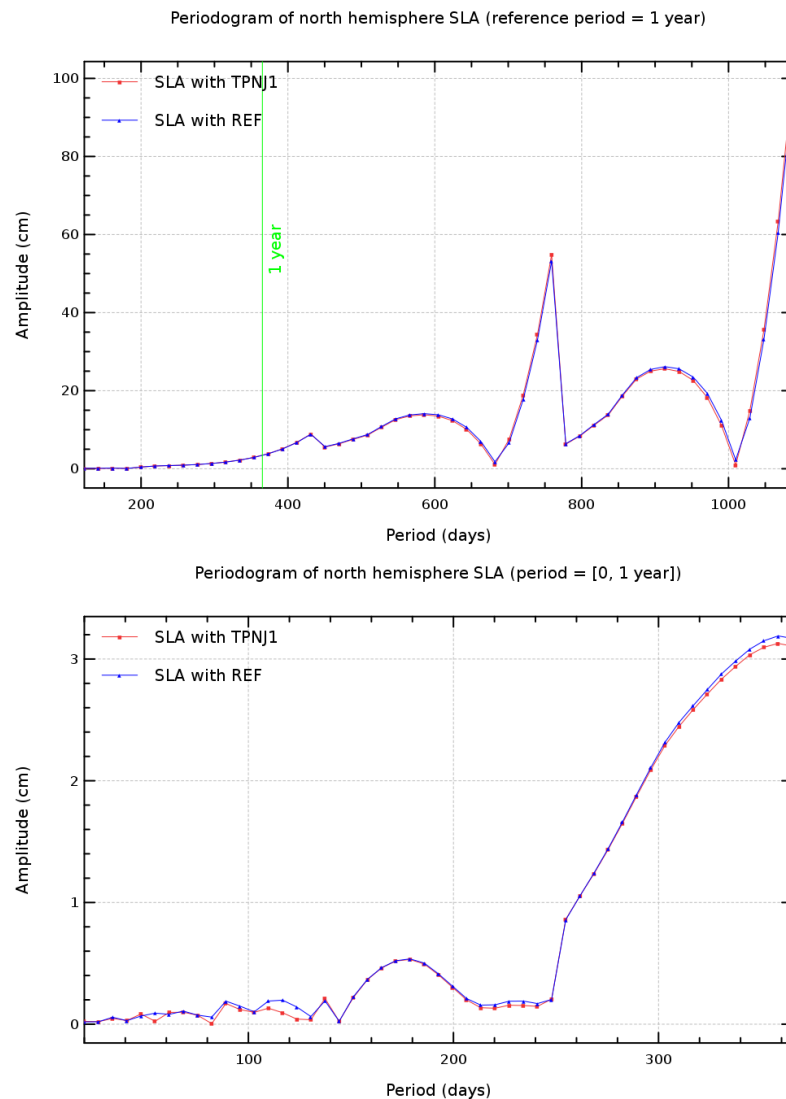 Periodogram of north hemisphere SLA (reference period = 1 year)
100
80
60
40
20
0
Amplitude (cm)
SLA with TPNJ1
SLA with REF
1 year
200
400
600
800
1000
Period (days)
Periodogram of north hemisphere SLA (period = [0, 1 year])
3
2
1
0
Amplitude (cm)
SLA with TPNJ1
SLA with REF
100
200
300
Period (days)